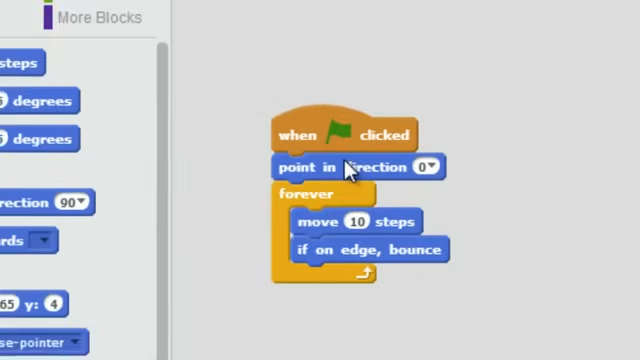 More Blocks
steps
degrees
degrees
rection 90
rds
65 y: 4
se-pointer
when clicked
point in direction 0
forever
move 10 steps
if on edge, bounce